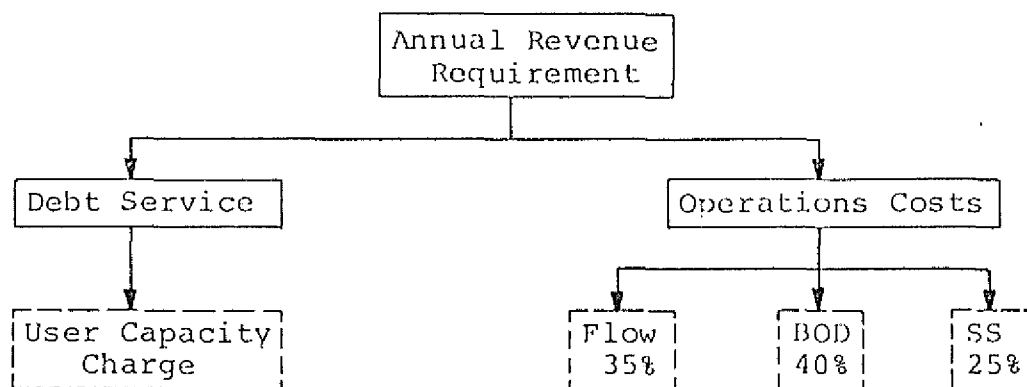 Annual Revenue
Requirement
Debt Service
Operations Costs
User Capacity
Charge
Flow
35%
BOD
40%
SS
25%